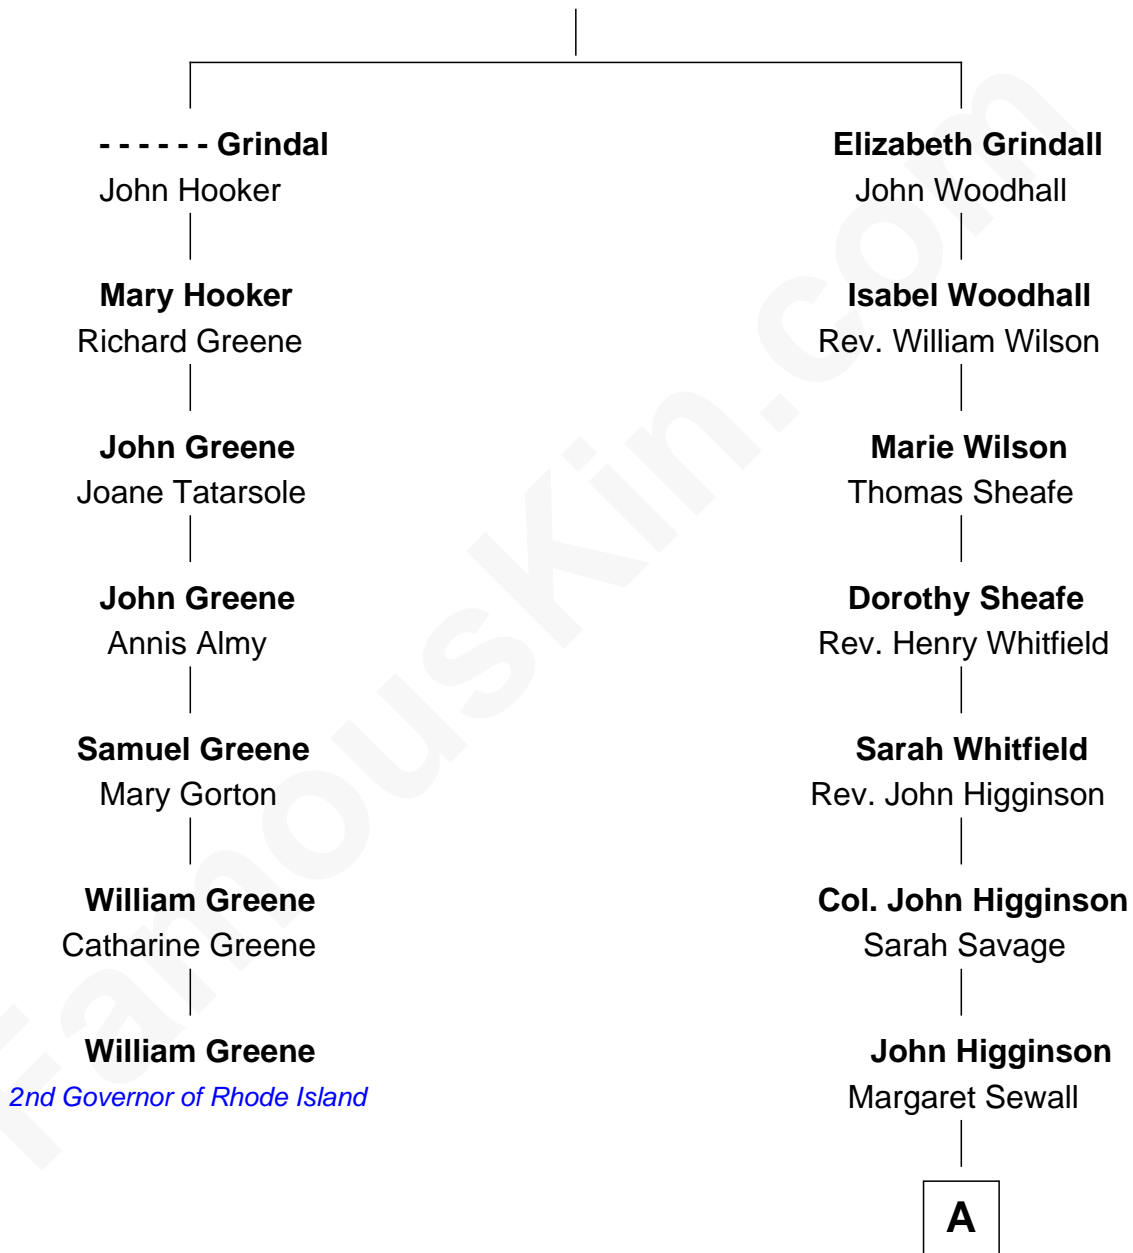 - - - - - - Grindal
John Hooker
Mary Hooker
Richard Greene
John Greene
Joane Tatarsole
John Greene
Annis Almy
Samuel Greene
Mary Gorton
William Greene
Catharine Greene
William Greene
2nd Governor of Rhode Island
Elizabeth Grindall
John Woodhall
Isabel Woodhall
Rev. William Wilson
Marie Wilson
Thomas Sheafe
Dorothy Sheafe
Rev. Henry Whitfield
Sarah Whitfield
Rev. John Higginson
Col. John Higginson
Sarah Savage
John Higginson
Margaret Sewall
A
FamousKin.com